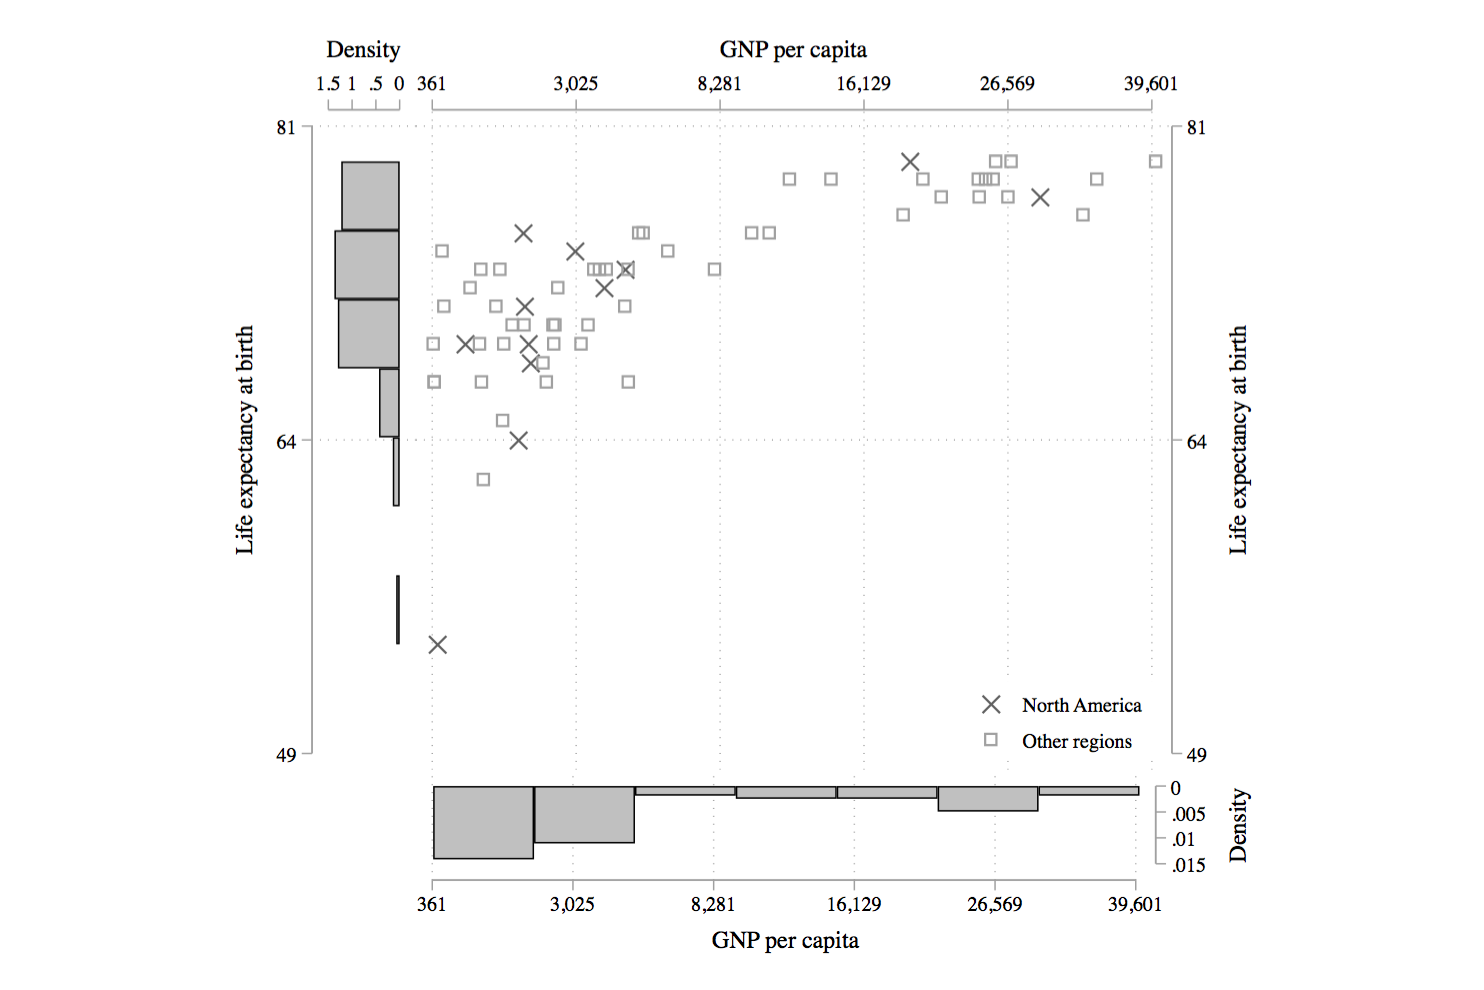 Density GNP per capita
1.5 1 .5 0 361 3,025 8,281 16,129 26,569 39,601
81 81
Life expectancy at birth Life expectancy at birth
64 64
North America
Other regions
49 49
0
.005
.01
.015
Density
361 3,025 8,281 16,129 26,569 39,601
GNP per capita